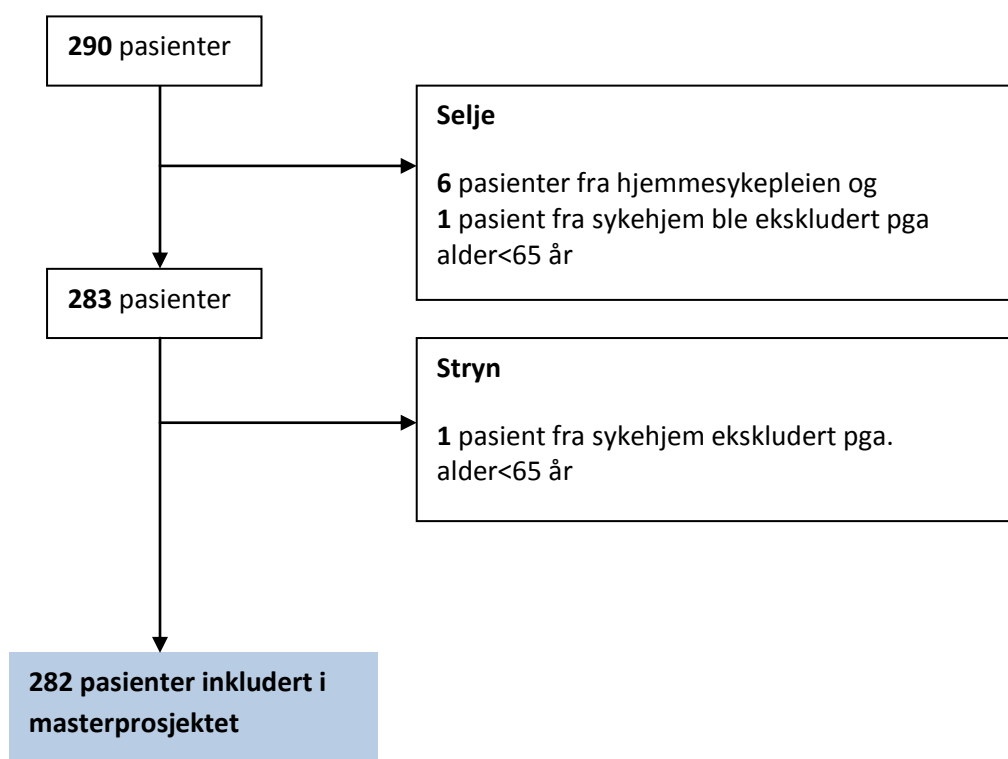 290 pasienter
Selje
6 pasienter fra hjemmesykepleien og
1 pasient fra sykehjem ble ekskludert pga
alder<65 år
283 pasienter
Stryn
1 pasient fra sykehjem ekskludert pga.
alder<65 år
282 pasienter inkludert i
masterprosjektet